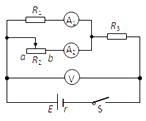 R₁ A₁
R₃
a R₂ b A₂
V
E r S